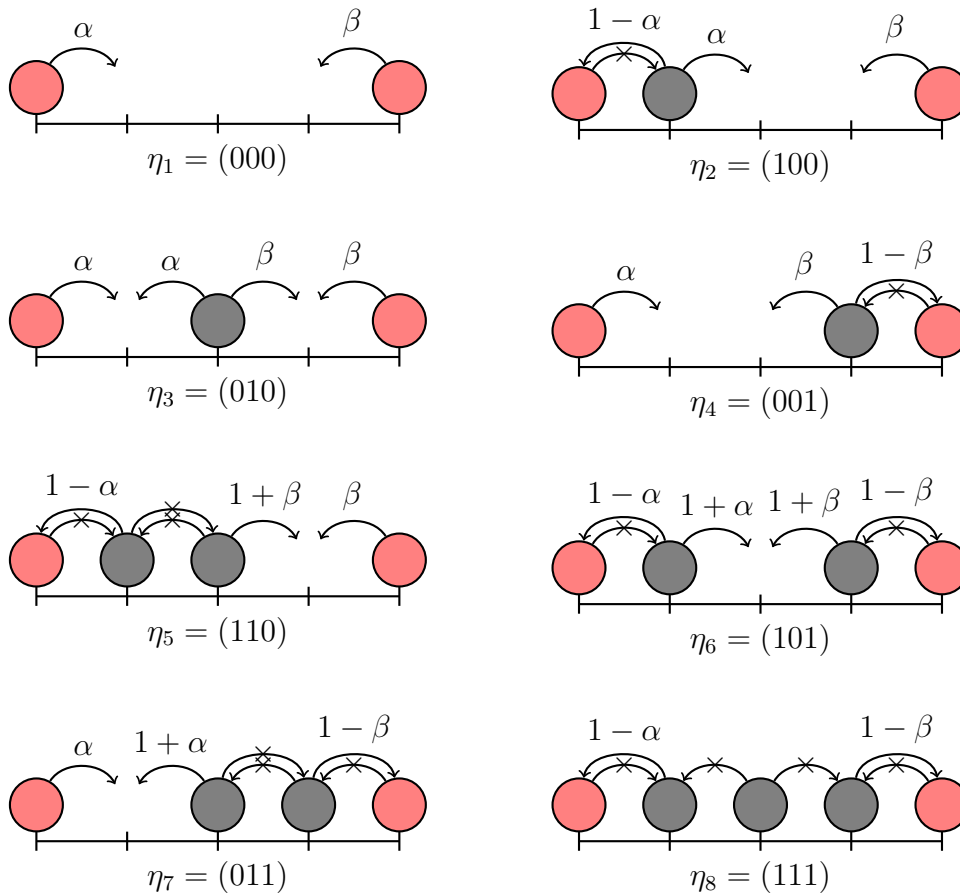 α β
η₁ = (000)
1 − α α β
η₂ = (100)
α α β β
η₃ = (010)
α β 1 − β
η₄ = (001)
1 − α 1 + β β
η₅ = (110)
1 − α 1 + α 1 + β 1 − β
η₆ = (101)
α 1 + α 1 − β
η₇ = (011)
1 − α 1 − β
η₈ = (111)